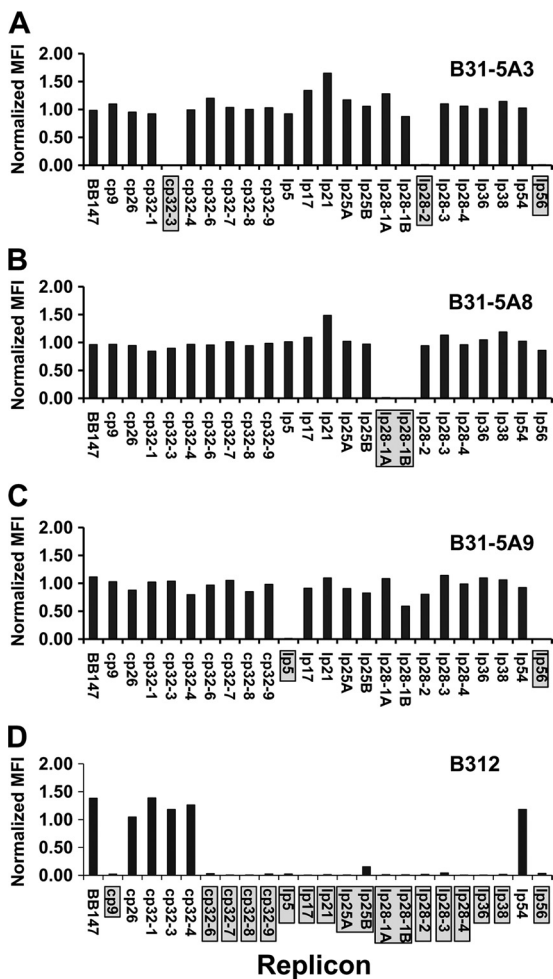 A
B31-5A3
Normalized MFI
2.00
1.50
1.00
0.50
0.00
BB147
cp9
cp26
cp32-1
cp32-3
cp32-4
cp32-6
cp32-7
cp32-8
cp32-9
lp5
lp17
lp21
lp25A
lp25B
lp28-1A
lp28-1B
lp28-2
lp28-3
lp28-4
lp36
lp38
lp54
lp56
B
B31-5A8
Normalized MFI
2.00
1.50
1.00
0.50
0.00
BB147
cp9
cp26
cp32-1
cp32-3
cp32-4
cp32-6
cp32-7
cp32-8
cp32-9
lp5
lp17
lp21
lp25A
lp25B
lp28-1A
lp28-1B
lp28-2
lp28-3
lp28-4
lp36
lp38
lp54
lp56
C
B31-5A9
Normalized MFI
2.00
1.50
1.00
0.50
0.00
BB147
cp9
cp26
cp32-1
cp32-3
cp32-4
cp32-6
cp32-7
cp32-8
cp32-9
lp5
lp17
lp21
lp25A
lp25B
lp28-1A
lp28-1B
lp28-2
lp28-3
lp28-4
lp36
lp38
lp54
lp56
D
B312
Normalized MFI
2.00
1.50
1.00
0.50
0.00
BB147
cp9
cp26
cp32-1
cp32-3
cp32-4
cp32-6
cp32-7
cp32-8
cp32-9
lp5
lp17
lp21
lp25A
lp25B
lp28-1A
lp28-1B
lp28-2
lp28-3
lp28-4
lp36
lp38
lp54
lp56
Replicon